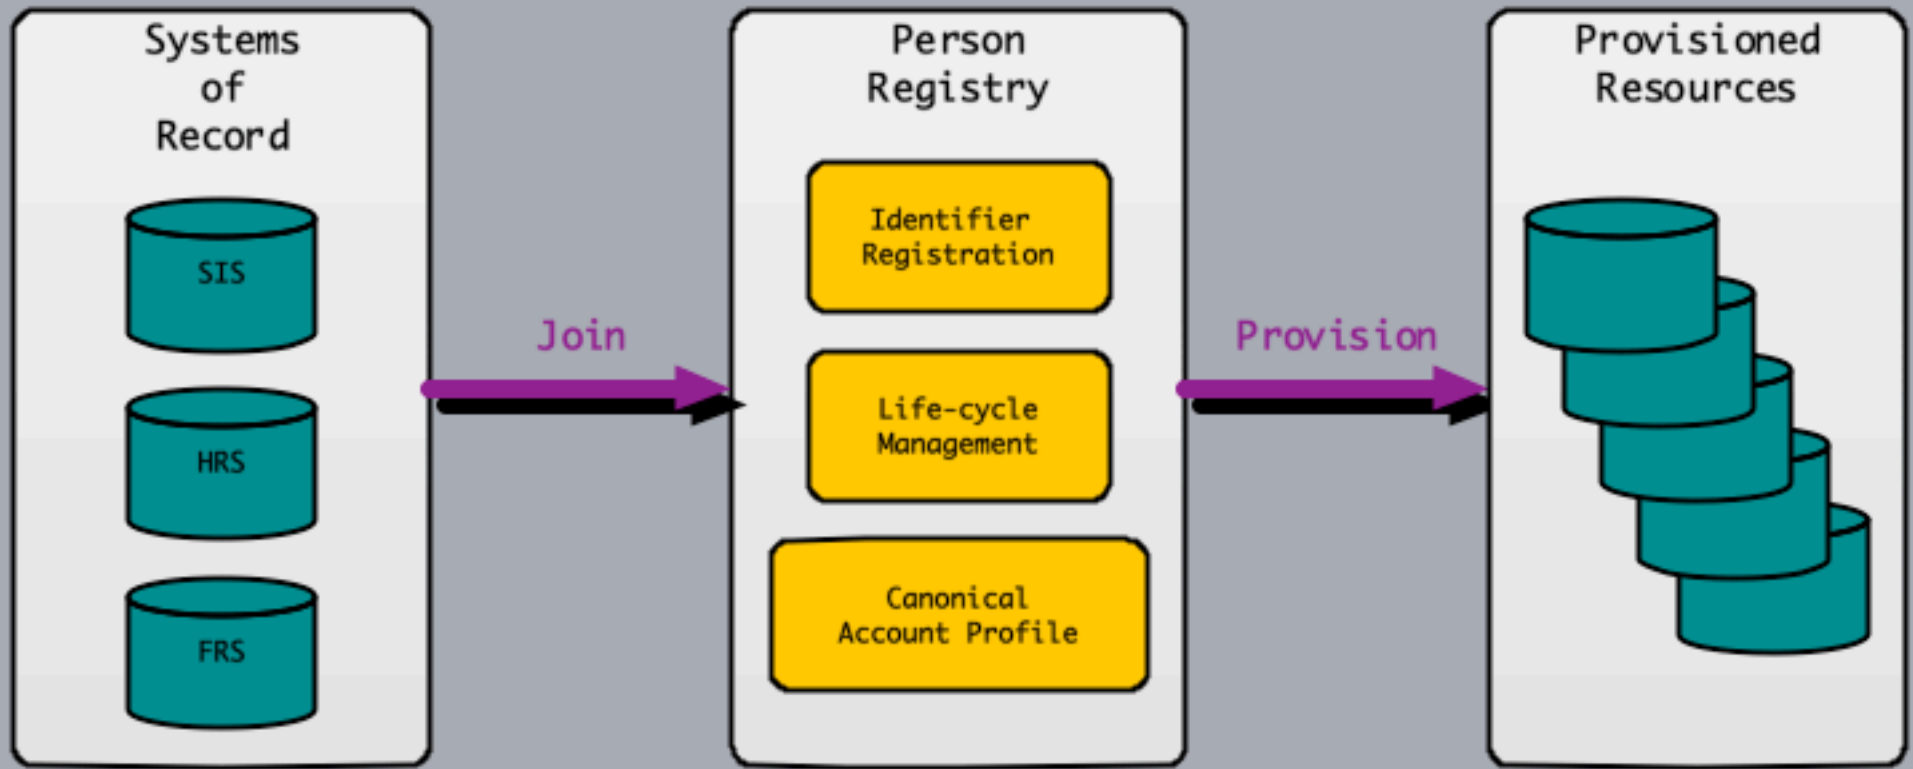 Systems
of
Record
SIS
HRS
FRS
Join
Person
Registry
Identifier
Registration
Life-cycle
Management
Canonical
Account Profile
Provision
Provisioned
Resources